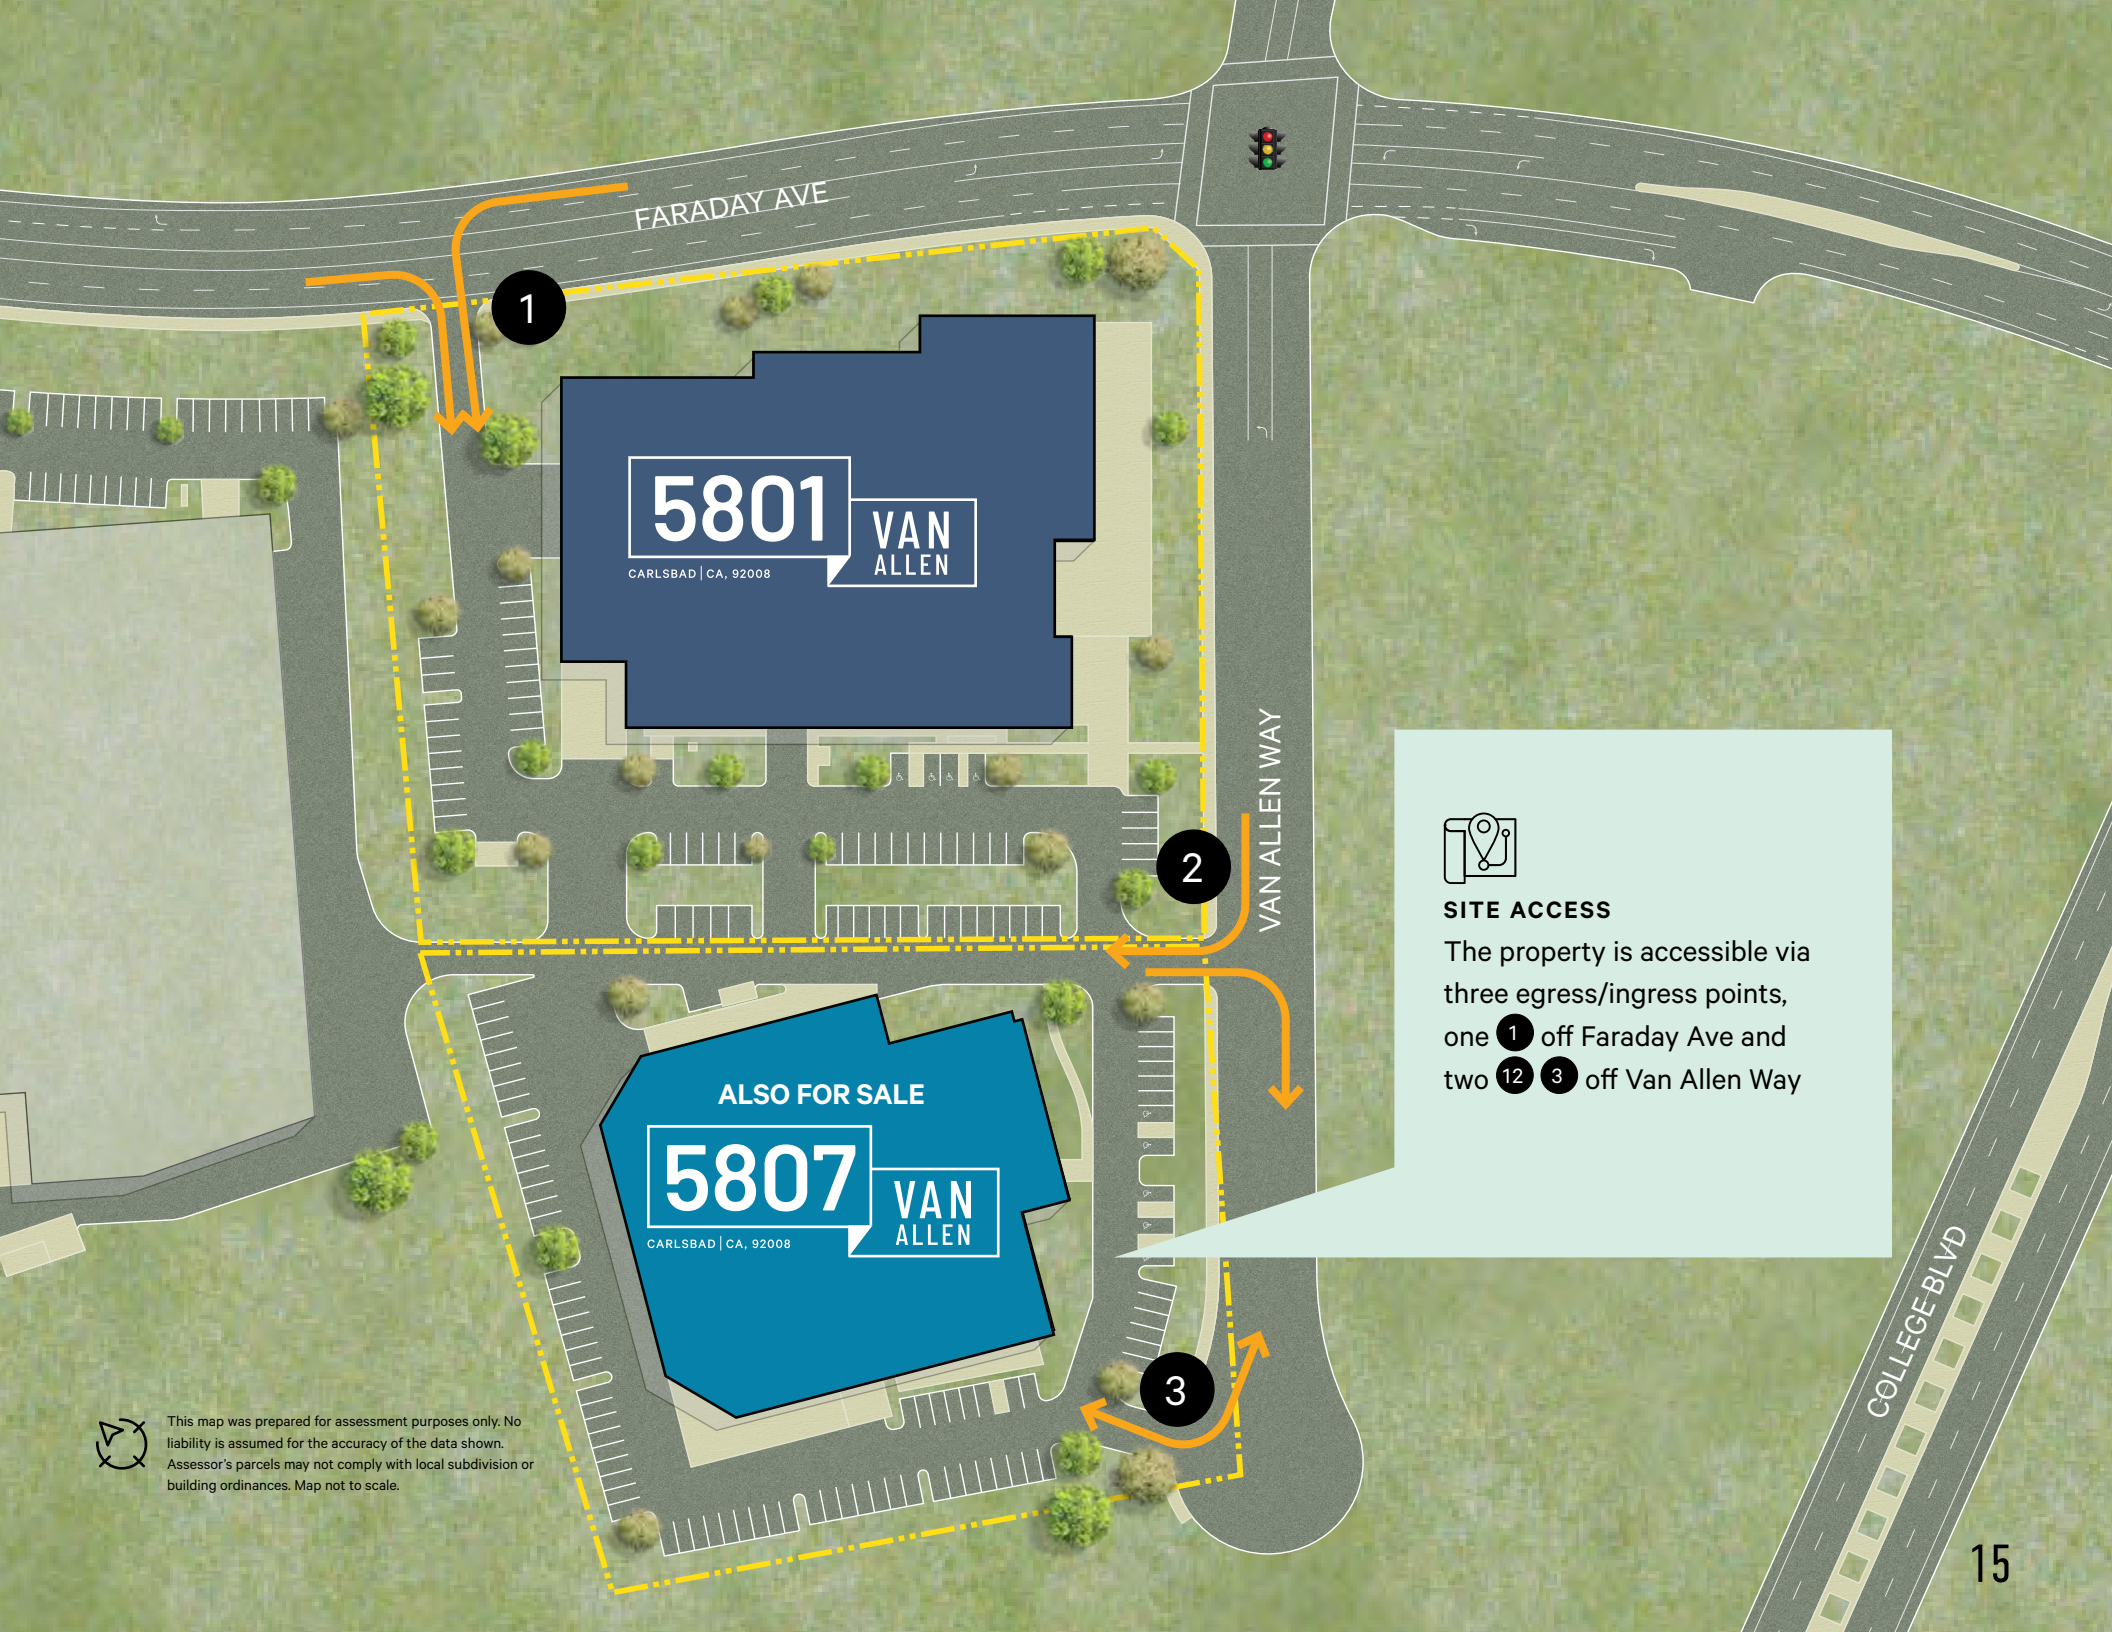 FARADAY AVE
1
5801
VAN
ALLEN
CARLSBAD | CA, 92008
VAN ALLEN WAY
2
SITE ACCESS
The property is accessible via
three egress/ingress points,
one 1 off Faraday Ave and
two 12 3 off Van Allen Way
ALSO FOR SALE
5807
VAN
ALLEN
CARLSBAD | CA, 92008
COLLEGE BLVD
3
This map was prepared for assessment purposes only. No
liability is assumed for the accuracy of the data shown.
Assessor's parcels may not comply with local subdivision or
building ordinances. Map not to scale.
15